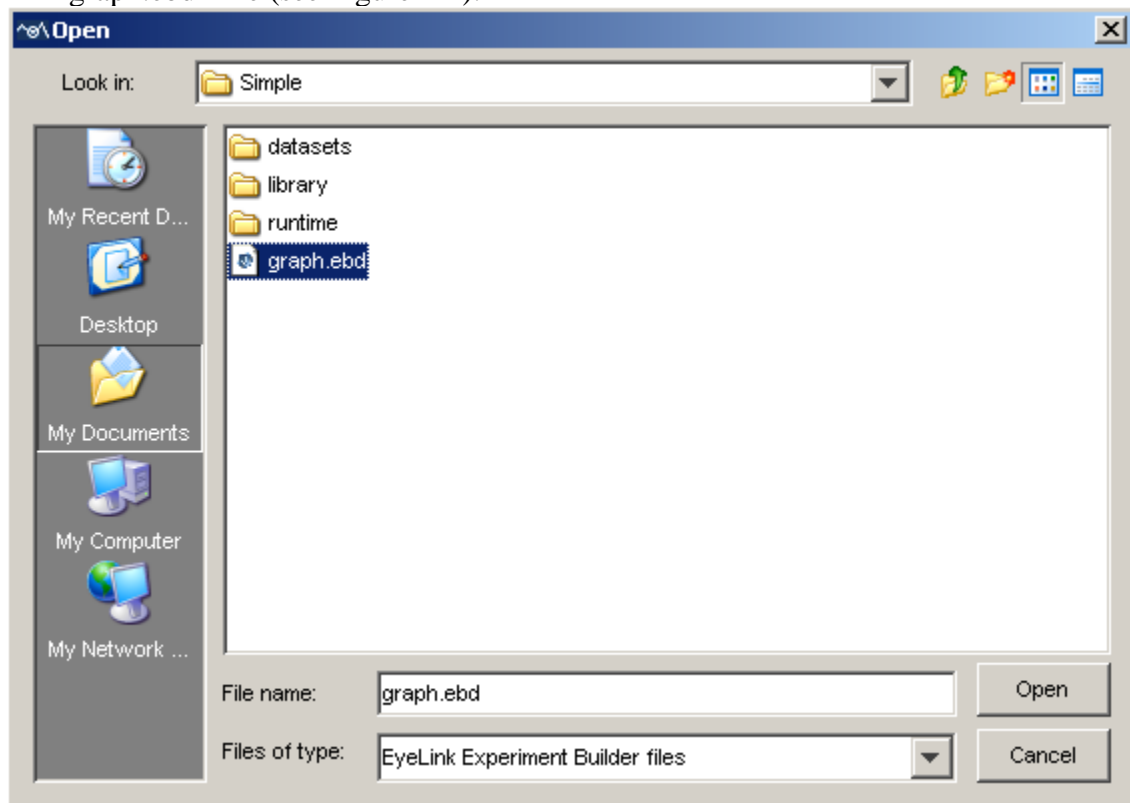 Open
Look in:
Simple
datasets
library
runtime
graph.ebd
My Recent D...
Desktop
My Documents
My Computer
My Network ...
File name:
graph.ebd
Open
Files of type:
EyeLink Experiment Builder files
Cancel